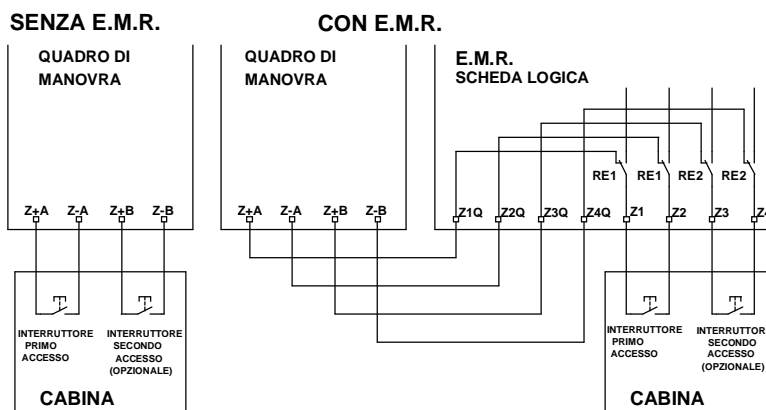 SENZA E.M.R.
CON E.M.R.
QUADRO DI
MANOVRA
QUADRO DI
MANOVRA
E.M.R.
SCHEDA LOGICA
RE1
RE1
RE2
RE2
Z+A
Z-A
Z+B
Z-B
Z+A
Z-A
Z+B
Z-B
Z1Q
Z2Q
Z3Q
Z4Q
Z1
Z2
Z3
INTERRUTTORE
PRIMO
ACCESSO
INTERRUTTORE
SECONDO
ACCESSO
(OPZIONALE)
INTERRUTTORE
PRIMO
ACCESSO
INTERRUTTOR
SECONDO
ACCESSO
(OPZIONALE)
CABINA
CABINA